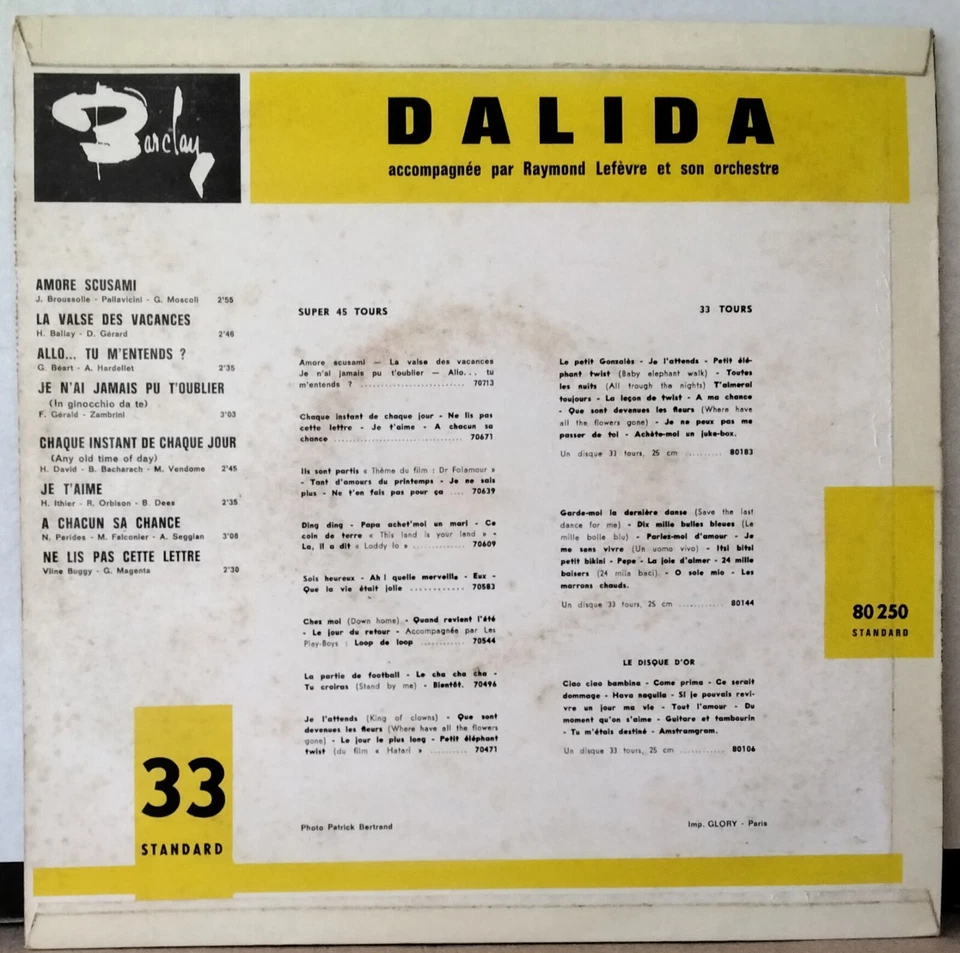 Barclay
DALIDA
accompagnée par Raymond Lefèvre et son orchestre
AMORE SCUSAMI
J. Broussolle - Pallavicini - G. Moscoli 2'55
LA VALSE DES VACANCES
H. Ballay - D. Gérard 2'46
ALLO... TU M'ENTENDS ?
G. Béart - A. Hardellet 2'35
JE N'AI JAMAIS PU T'OUBLIER
(In ginocchio da te)
F. Gérald - Zambrini 3'03
CHAQUE INSTANT DE CHAQUE JOUR
(Any old time of day)
H. David - B. Bacharach - M. Vendome 2'45
JE T'AIME
H. Ithier - R. Orbison - B. Dees 2'35
A CHACUN SA CHANCE
N. Perides - M. Falconier - A. Seggian 3'08
NE LIS PAS CETTE LETTRE
Vline Buggy - G. Magenta 2'30
SUPER 45 TOURS
Amore scusami — La valse des vacances
Je n'ai jamais pu t'oublier — Allo... tu
m'entends ? .......................... 70713
Chaque instant de chaque jour - Ne lis pas
cette lettre - Je t'aime - A chacun sa
chance ................................ 70671
Ils sont partis « Thème du film : Dr Folamour »
- Tant d'amours du printemps - Je ne sais
plus - Ne t'en fais pas pour ça .... 70639
Ding ding - Papa achet'moi un mari - Ce
coin de terre « This land is your land » -
La, il a dit « Loddy lo » ............. 70609
Sois heureux - Ah ! quelle merveille - Eux -
Que la vie était jolie ............. 70583
Chez moi (Down home) - Quand revient l'été
- Le jour du retour - Accompagnée par Les
Play-Boys : Loop de loop ........... 70544
La partie de football - Le cha cha cha -
Tu croiras (Stand by me) - Bientôt. 70496
Je l'attends (King of clowns) - Que sont
devenues les fleurs (Where have all the flowers
gone) - Le jour le plus long - Petit éléphant
twist (du film « Hatari » .......... 70471
33 TOURS
Le petit Gonzalès - Je l'attends - Petit élé-
phant twist (Baby elephant walk) - Toutes
les nuits (All trough the nights) T'aimerai
toujours - La leçon de twist - A ma chance
- Que sont devenues les fleurs (Where have
all the flowers gone) - Je ne peux pas me
passer de toi - Achète-moi un juke-box.
Un disque 33 tours, 25 cm ......... 80183
Garde-moi la dernière danse (Save the last
dance for me) - Dix mille bulles bleues (Le
mille bolle blu) - Parlez-moi d'amour - Je
me sens vivre (Un uomo vivo) - Itsi bitsi
petit bikini - Pepe - La joie d'aimer - 24 mille
baisers (24 mila baci) - O sole mio - Les
marrons chauds.
Un disque 33 tours, 25 cm ........... 80144
LE DISQUE D'OR
Ciao ciao bambina - Come prima - Ce serait
dommage - Hava naguila - Si je pouvais revi-
vre un jour ma vie - Tout l'amour - Du
moment qu'on s'aime - Guitare et tambourin
- Tu m'étais destiné - Amstramgram.
Un disque 33 tours, 25 cm ........... 80106
80 250
STANDARD
33
STANDARD
Photo Patrick Bertrand
Imp. GLORY - Paris